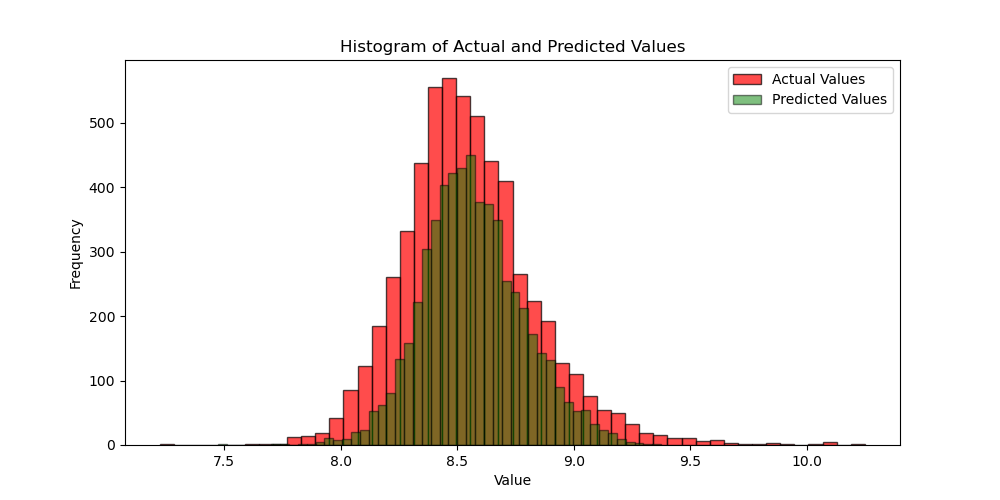 Histogram of Actual and Predicted Values
Actual Values
Predicted Values
Frequency
500
400
300
200
100
0
7.5 8.0 8.5 9.0 9.5 10.0
Value